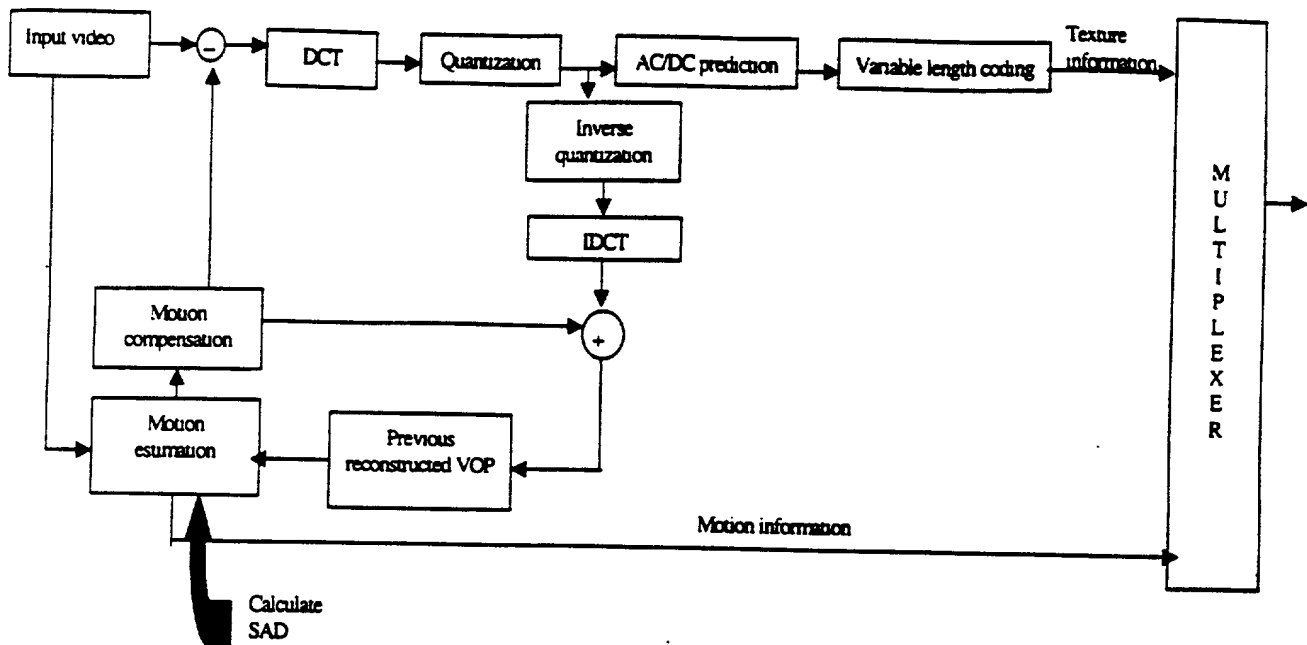 Input video
-
DCT
Quantization
AC/DC prediction
Variable length coding
Texture
information
Inverse
quantization
IDCT
+
Motion
compensation
Motion
estimation
Previous
reconstructed VOP
Motion information
Calculate
SAD
MULTIPLEXER